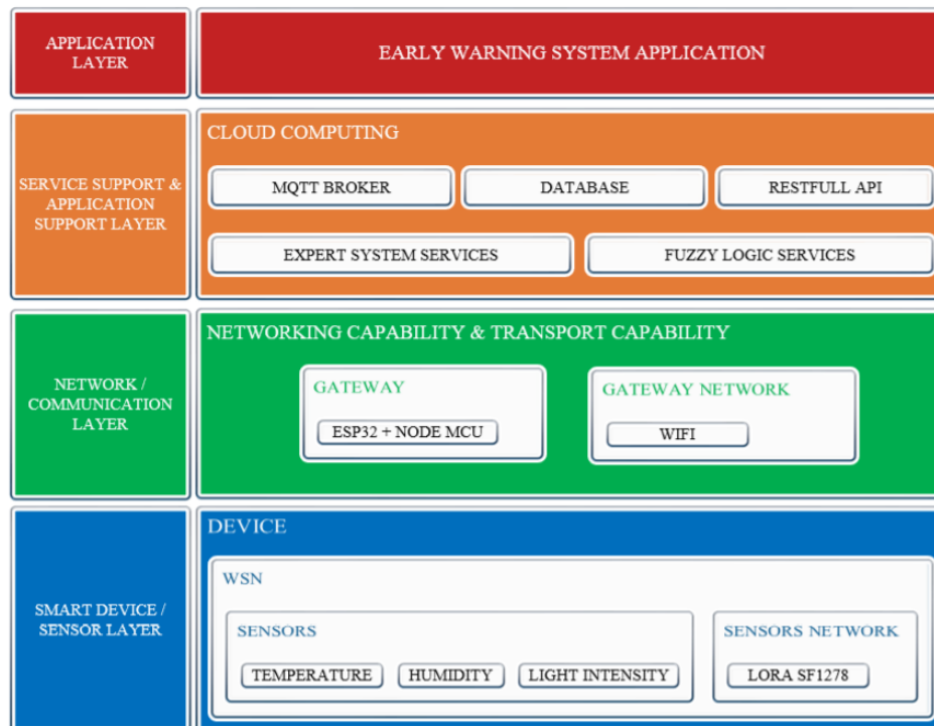 APPLICATION
LAYER
EARLY WARNING SYSTEM APPLICATION
SERVICE SUPPORT &
APPLICATION
SUPPORT LAYER
CLOUD COMPUTING
MQTT BROKER
DATABASE
RESTFULL API
EXPERT SYSTEM SERVICES
FUZZY LOGIC SERVICES
NETWORK /
COMMUNICATION
LAYER
NETWORKING CAPABILITY & TRANSPORT CAPABILITY
GATEWAY
ESP32 + NODE MCU
GATEWAY NETWORK
WIFI
SMART DEVICE /
SENSOR LAYER
DEVICE
WSN
SENSORS
TEMPERATURE
HUMIDITY
LIGHT INTENSITY
SENSORS NETWORK
LORA SF1278